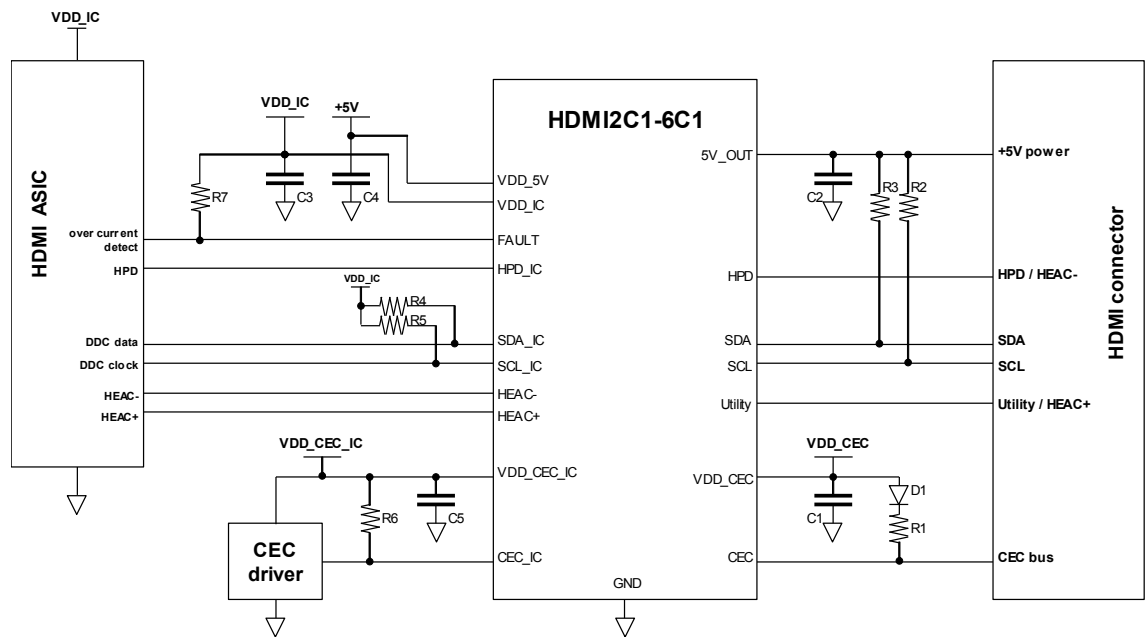 VDD_IC
HDMI ASIC
VDD_IC
+5V
R7
C3
C4
over current
detect
HPD
VDD_IC
R4
R5
DDC data
DDC clock
HEAC-
HEAC+
VDD_CEC_IC
R6
C5
CEC
driver
HDMI2C1-6C1
VDD_5V
VDD_IC
FAULT
HPD_IC
SDA_IC
SCL_IC
HEAC-
HEAC+
VDD_CEC_IC
CEC_IC
GND
5V_OUT
HPD
SDA
SCL
Utility
VDD_CEC
CEC
C2
R3
R2
VDD_CEC
C1
D1
R1
+5V power
HPD / HEAC-
SDA
SCL
Utility / HEAC+
CEC bus
HDMI connector